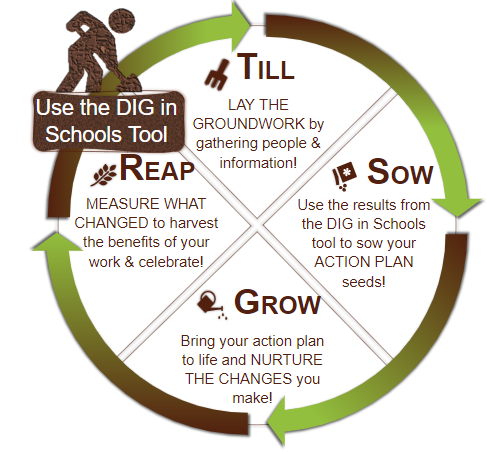 Use the DIG in
Schools Tool
TILL
LAY THE
GROUNDWORK by
gathering people &
information!
SOW
Use the results from
the DIG in Schools
tool to sow your
ACTION PLAN
seeds!
GROW
Bring your action plan
to life and NURTURE
THE CHANGES you
make!
REAP
MEASURE WHAT
CHANGED to harvest
the benefits of your
work & celebrate!